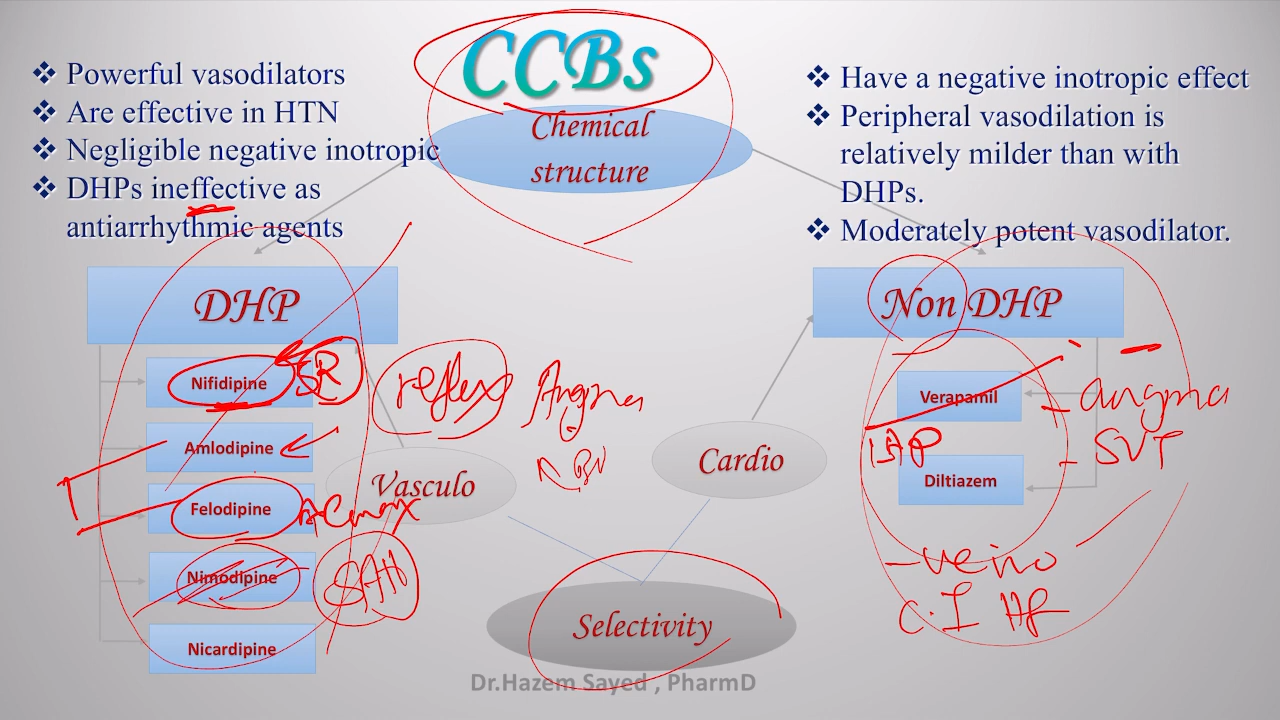 CCBs
Chemical
structure
❖ Powerful vasodilators
❖ Are effective in HTN
❖ Negligible negative inotropic
❖ DHPs ineffective as
antiarrhythmic agents
❖ Have a negative inotropic effect
❖ Peripheral vasodilation is
relatively milder than with
DHPs.
❖ Moderately potent vasodilator.
DHP
Nifidipine
SR
Amlodipine
Felodipine
Nimodipine
SAH
Nicardipine
reflex
Vasculo
Cardio
Selectivity
Non DHP
Verapamil
Diltiazem
- angina
- SVT
C.I HF
Dr.Hazem Sayed , PharmD